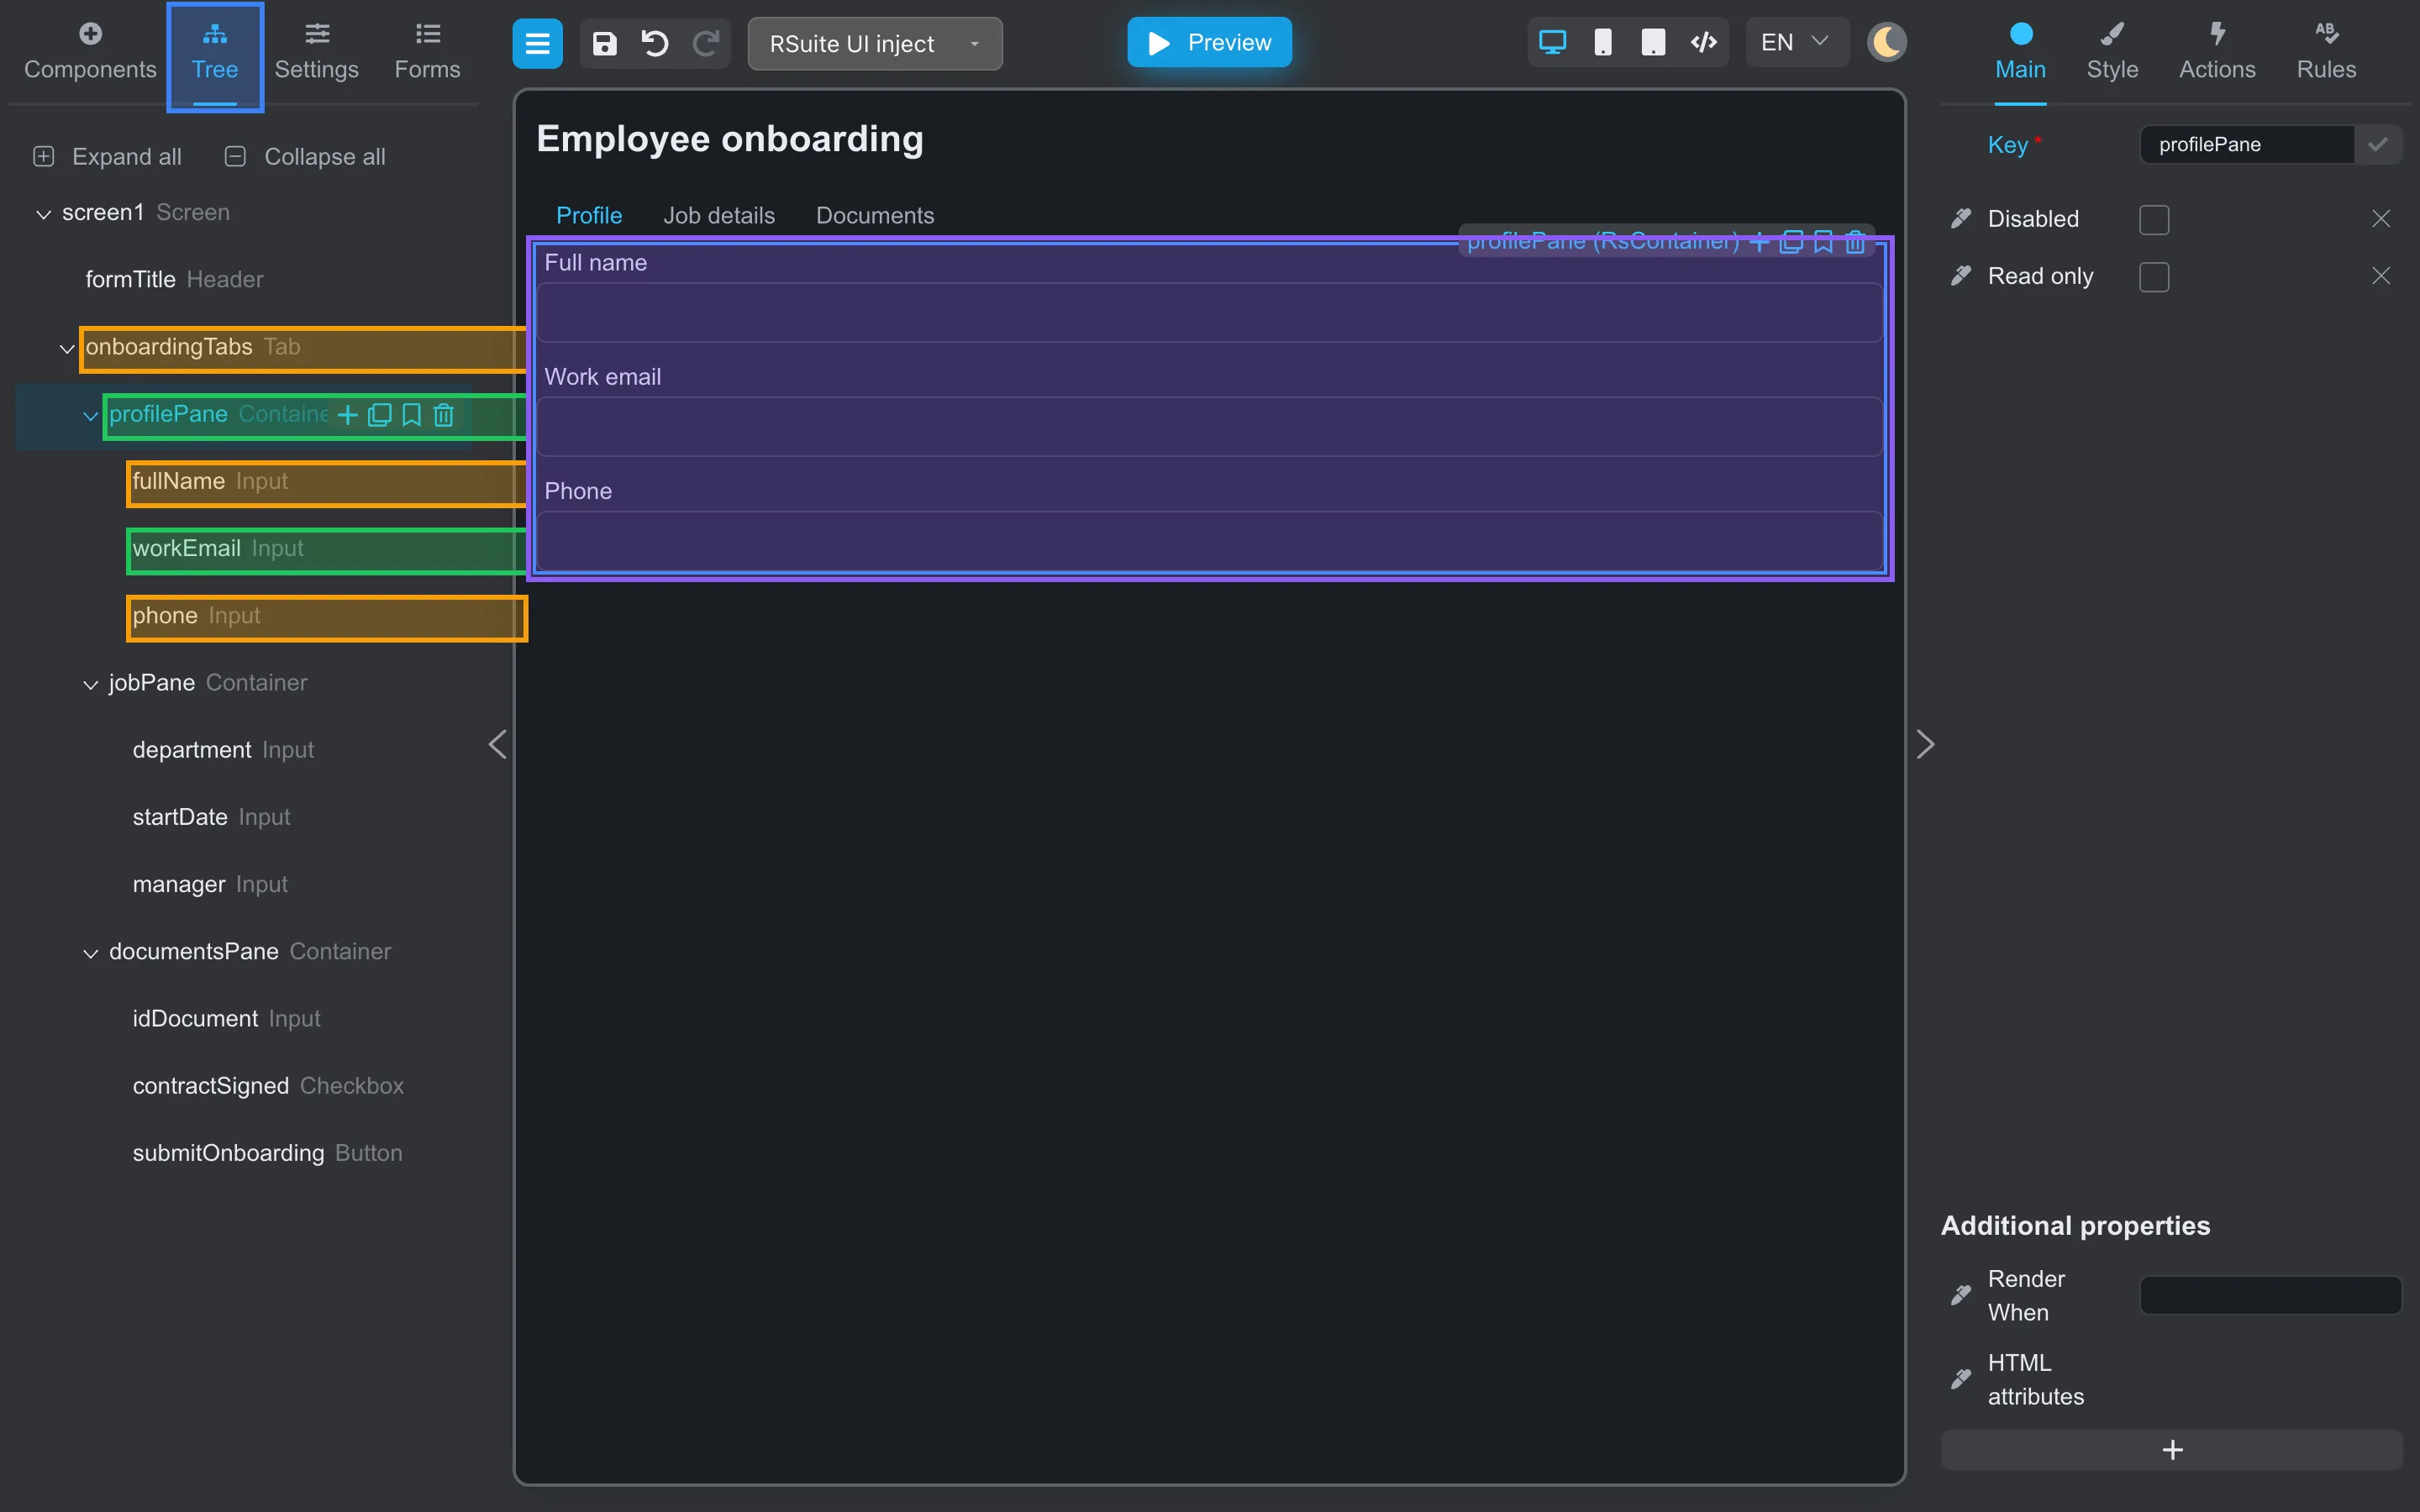 Components
Tree
Settings
Forms
RSuite UI inject
Preview
EN
Main
Style
Actions
Rules
Expand all
Collapse all
screen1 Screen
formTitle Header
onboardingTabs Tab
profilePane Containe
fullName Input
workEmail Input
phone Input
jobPane Container
department Input
startDate Input
manager Input
documentsPane Container
idDocument Input
contractSigned Checkbox
submitOnboarding Button
Employee onboarding
Profile Job details Documents
profilePane (RsContainer)
Full name
Work email
Phone
Key * profilePane
Disabled
Read only
Additional properties
Render
When
HTML
attributes